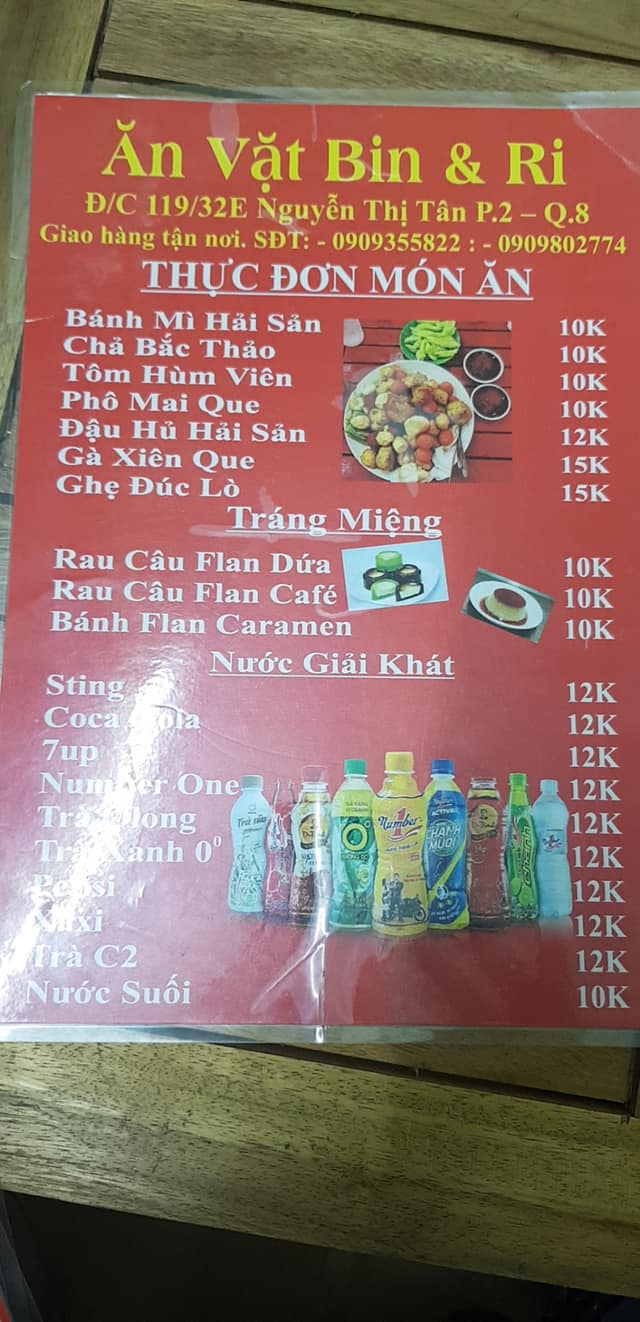 Ăn Vặt Bin & Ri
Đ/C 119/32E Nguyễn Thị Tân P.2 – Q.8
Giao hàng tận nơi. SĐT: - 0909355822 : - 0909802774
THỰC ĐƠN MÓN ĂN
Bánh Mì Hải Sản 10K
Chả Bắc Thảo 10K
Tôm Hùm Viên 10K
Phô Mai Que 10K
Đậu Hủ Hải Sản 12K
Gà Xiên Que 15K
Ghẹ Đúc Lò 15K
Tráng Miệng
Rau Câu Flan Dứa 10K
Rau Câu Flan Café 10K
Bánh Flan Caramen 10K
Nước Giải Khát
Sting 12K
Coca Cola 12K
7up 12K
Number One 12K
Trà Olong 12K
Trà Xanh 0⁰ 12K
Pepsi 12K
12K
Trà C2 12K
Nước Suối 10K
Number 1
CHANH MUỐI